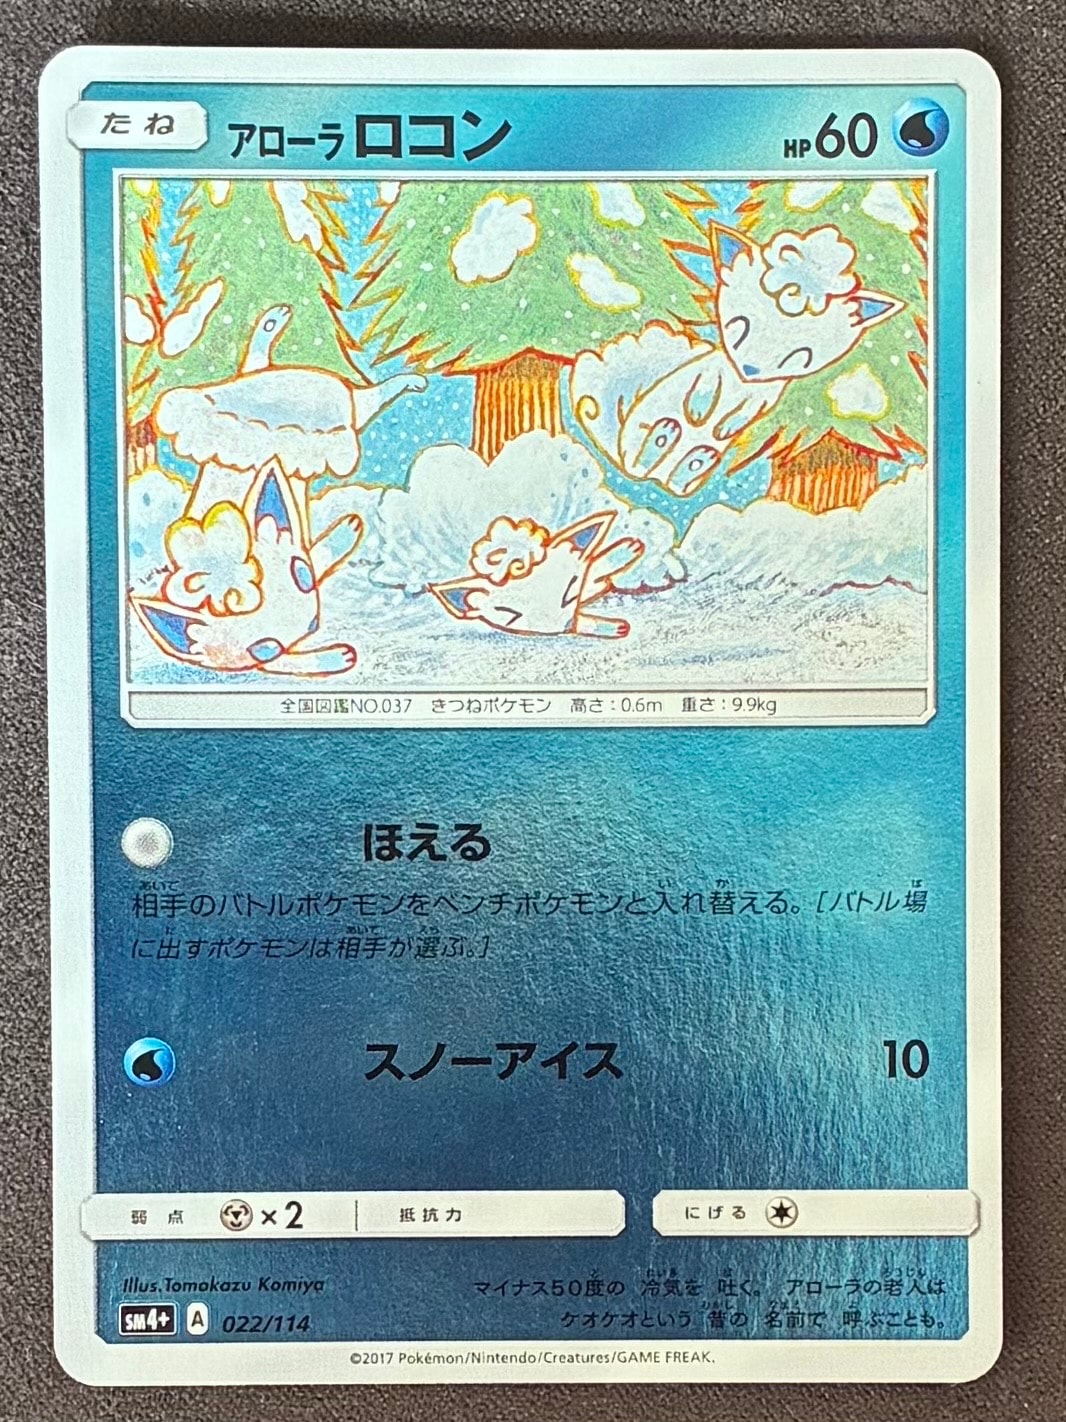 たね
アローラ ロコン
HP60
全国図鑑NO.037 きつねポケモン 高さ:0.6m 重さ:9.9kg
ほえる
相手のバトルポケモンをベンチポケモンと入れ替える。[バトル場
に出すポケモンは相手が選ぶ。]
スノーアイス 10
弱点 ×2 抵抗力 にげる
Illus.Tomokazu Komiya
マイナス50度の 冷気を 吐く。 アローラの老人は
ケオケオという 昔の 名前で 呼ぶことも。
SM4+ A 022/114
©2017 Pokémon/Nintendo/Creatures/GAME FREAK.